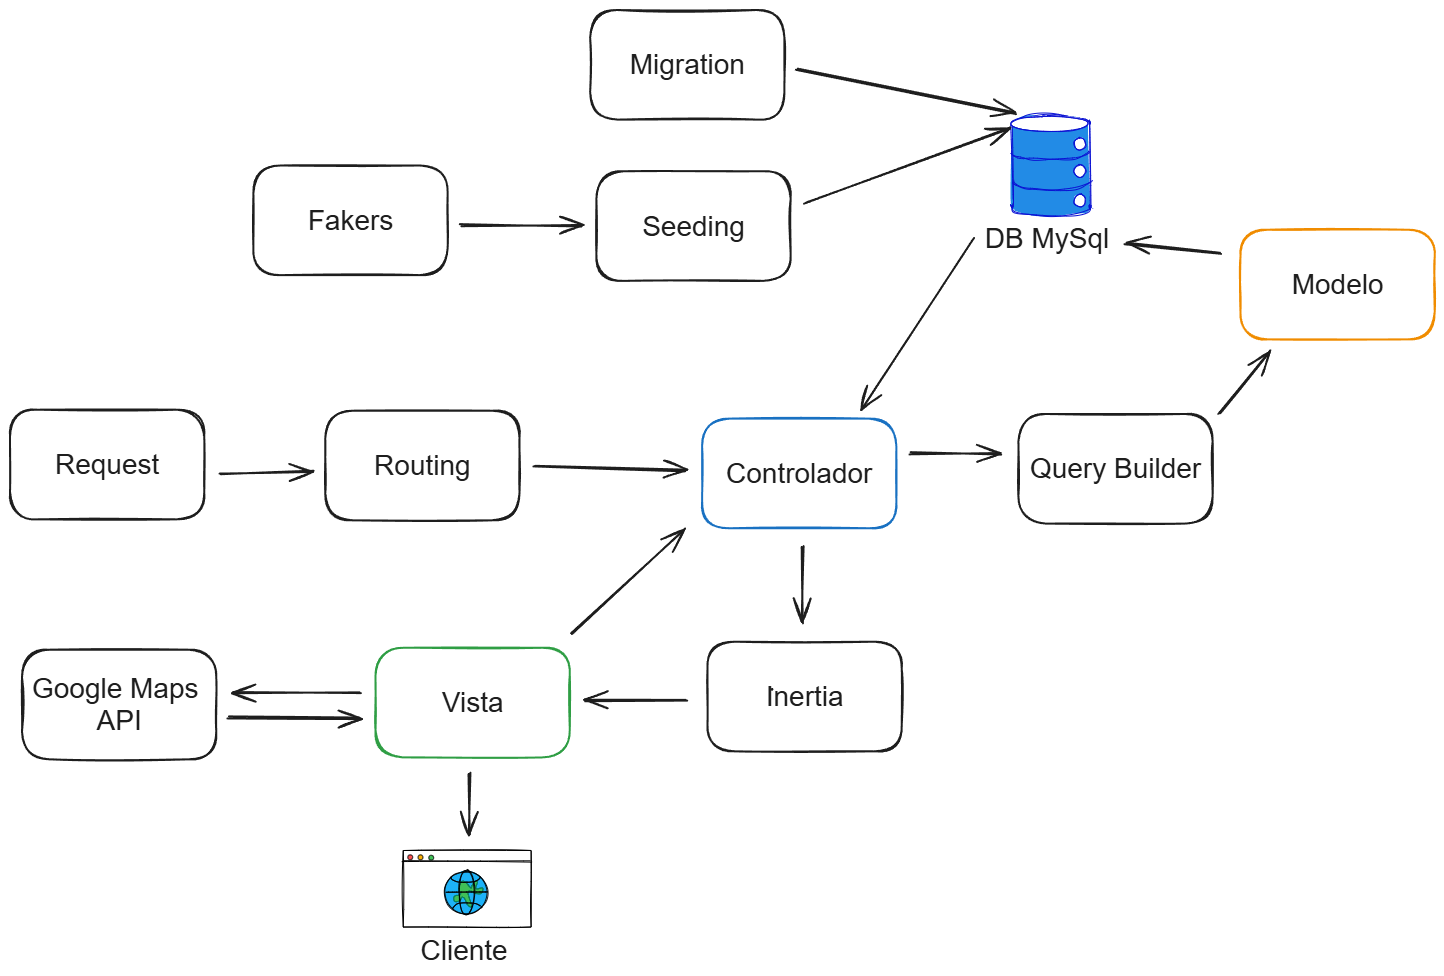 Migration
Fakers
Seeding
DB MySql
Modelo
Request
Routing
Controlador
Query Builder
Google Maps
API
Vista
Inertia
Cliente